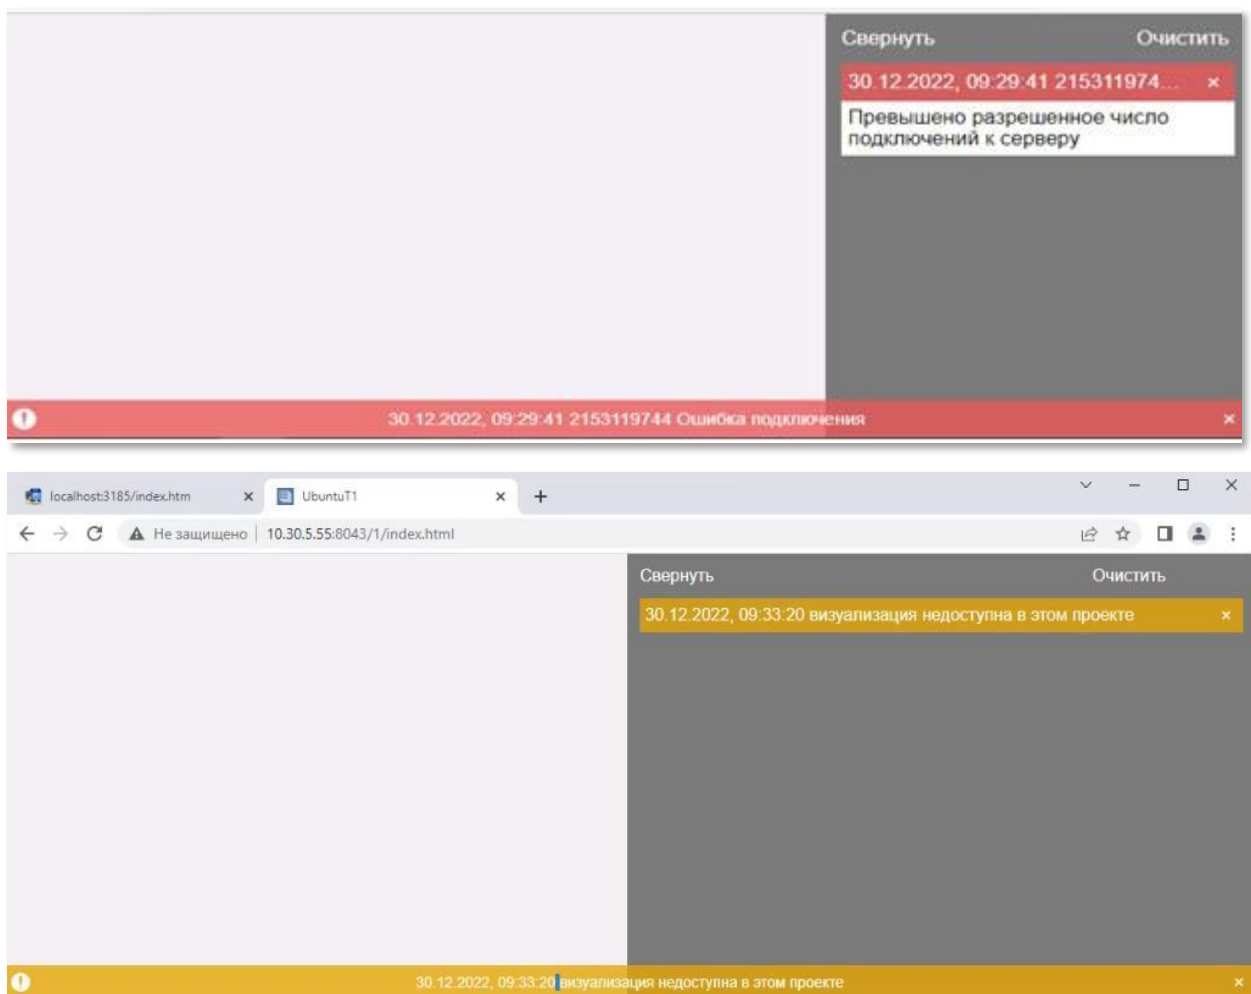 Свернуть Очистить
30.12.2022, 09:29:41 215311974... ×
Превышено разрешенное число
подключений к серверу
30.12.2022, 09:29:41 2153119744 Ошибка подключения ×
localhost:3185/index.htm × UbuntuT1 × +
Не защищено | 10.30.5.55:8043/1/index.html
Свернуть Очистить
30.12.2022, 09:33:20 визуализация недоступна в этом проекте ×
30.12.2022, 09:33:20 визуализация недоступна в этом проекте ×